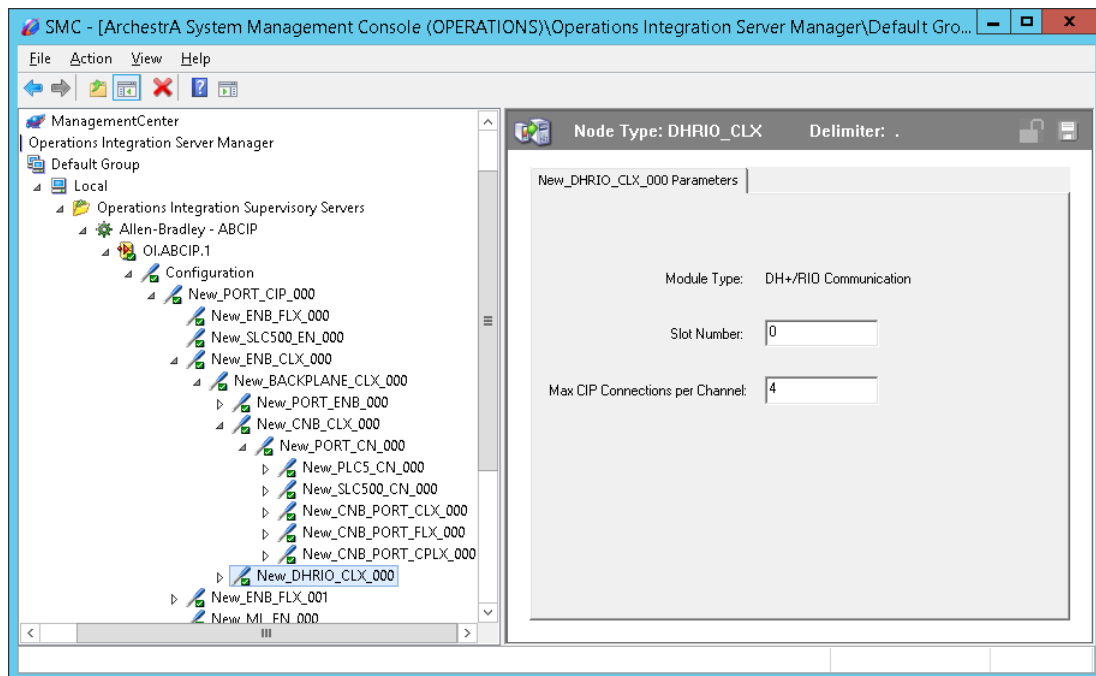 SMC - [ArchestrA System Management Console (OPERATIONS)\Operations Integration Server Manager\Default Gro...
File Action View Help
ManagementCenter
Operations Integration Server Manager
Default Group
Local
Operations Integration Supervisory Servers
Allen-Bradley - ABCIP
OI.ABCIP.1
Configuration
New_PORT_CIP_000
New_ENB_FLX_000
New_SLC500_EN_000
New_ENB_CLX_000
New_BACKPLANE_CLX_000
New_PORT_ENB_000
New_CNB_CLX_000
New_PORT_CN_000
New_PLC5_CN_000
New_SLC500_CN_000
New_CNB_PORT_CLX_000
New_CNB_PORT_FLX_000
New_CNB_PORT_CPLX_000
New_DHRIO_CLX_000
New_ENB_FLX_001
New_ML_EN_000
Node Type: DHRIO_CLX Delimiter: .
New_DHRIO_CLX_000 Parameters
Module Type: DH+/RIO Communication
Slot Number: 0
Max CIP Connections per Channel: 4